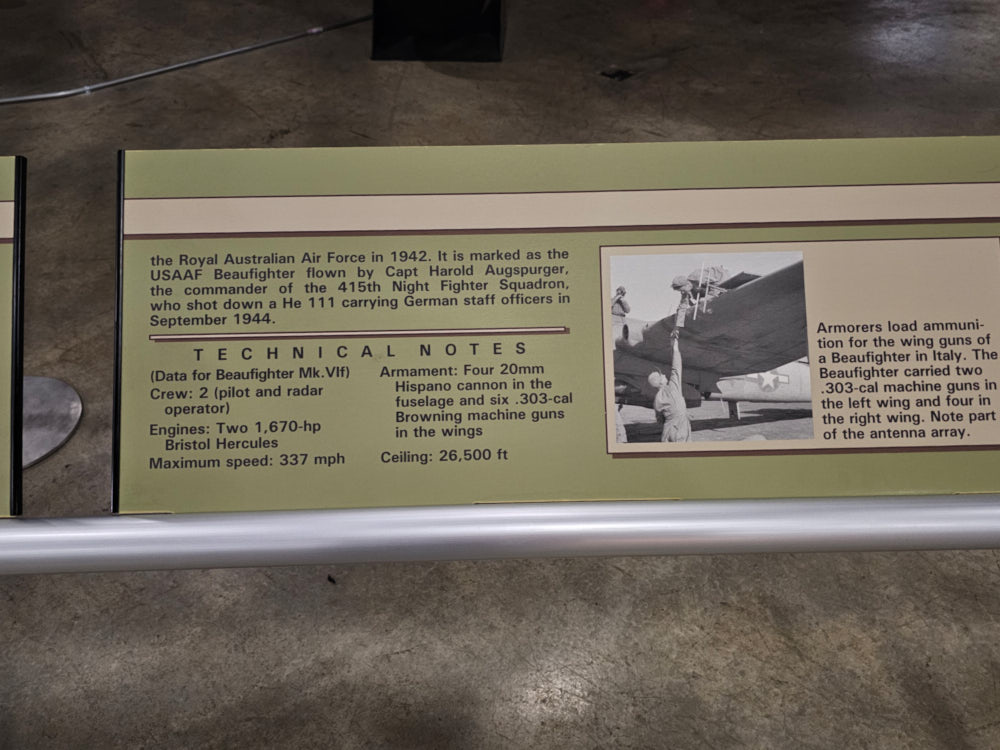 the Royal Australian Air Force in 1942. It is marked as the
USAAF Beaufighter flown by Capt Harold Augspurger,
the commander of the 415th Night Fighter Squadron,
who shot down a He 111 carrying German staff officers in
September 1944.
TECHNICAL NOTES
(Data for Beaufighter Mk.VIf)
Crew: 2 (pilot and radar
operator)
Engines: Two 1,670-hp
Bristol Hercules
Maximum speed: 337 mph
Armament: Four 20mm
Hispano cannon in the
fuselage and six .303-cal
Browning machine guns
in the wings
Ceiling: 26,500 ft
Armorers load ammuni-
tion for the wing guns of
a Beaufighter in Italy. The
Beaufighter carried two
.303-cal machine guns in
the left wing and four in
the right wing. Note part
of the antenna array.